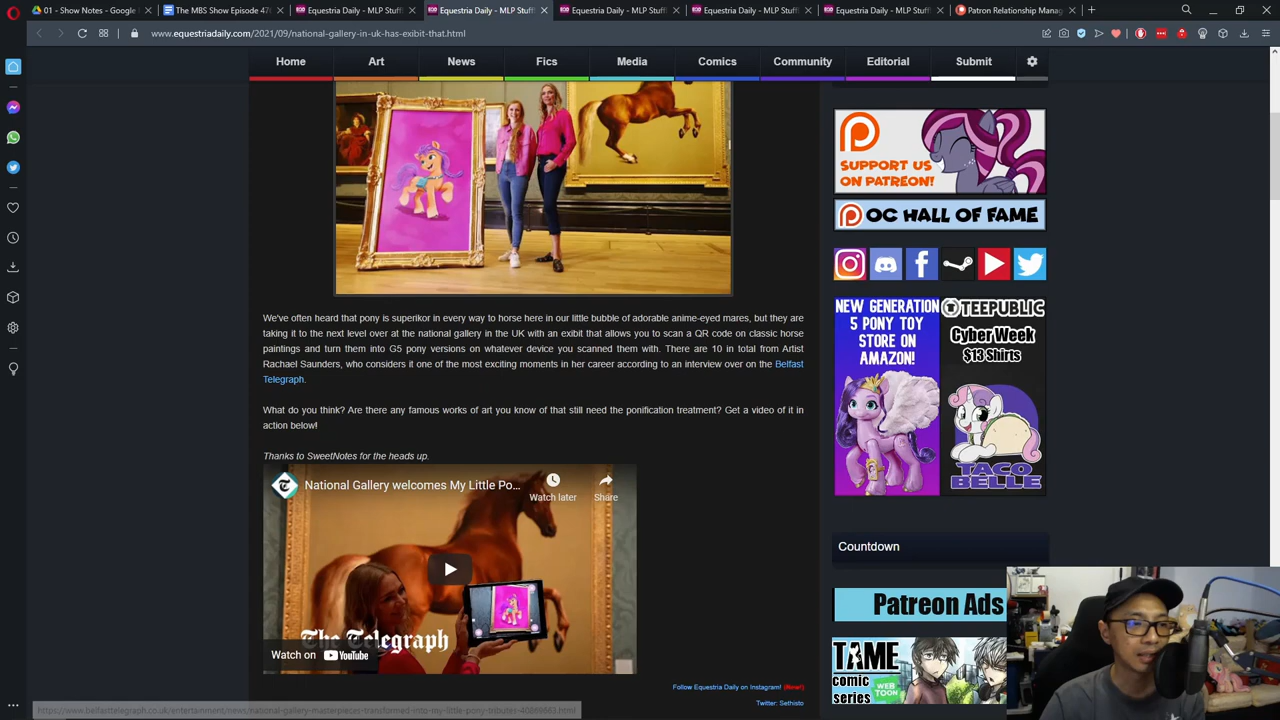 01 - Show Notes - Google
The MBS Show Episode 47
Equestria Daily - MLP Stuff
Equestria Daily - MLP Stuff
Equestria Daily - MLP Stuff
Equestria Daily - MLP Stuff
Equestria Daily - MLP Stuff
Patron Relationship Mana
www.equestriadaily.com/2021/09/national-gallery-in-uk-has-exibit-that.html
Home
Art
News
Fics
Media
Comics
Community
Editorial
Submit
SUPPORT US
ON PATREON!
OC HALL OF FAME
We've often heard that pony is superikor in every way to horse here in our little bubble of adorable anime-eyed mares, but they are
taking it to the next level over at the national gallery in the UK with an exibit that allows you to scan a QR code on classic horse
paintings and turn them into G5 pony versions on whatever device you scanned them with. There are 10 in total from Artist
Rachael Saunders, who considers it one of the most exciting moments in her career according to an interview over on the Belfast
Telegraph.
What do you think? Are there any famous works of art you know of that still need the ponification treatment? Get a video of it in
action below!
Thanks to SweetNotes for the heads up.
National Gallery welcomes My Little Po...
Watch later
Share
The Telegraph
Watch on YouTube
NEW GENERATION
5 PONY TOY
STORE ON
AMAZON!
TEEPUBLIC
Cyber Week
$13 Shirts
TACO
BELLE
Countdown
Patreon Ads
TAME
comic
series
WEB
TOON
Follow Equestria Daily on Instagram! (New!)
Twitter: Sethisto